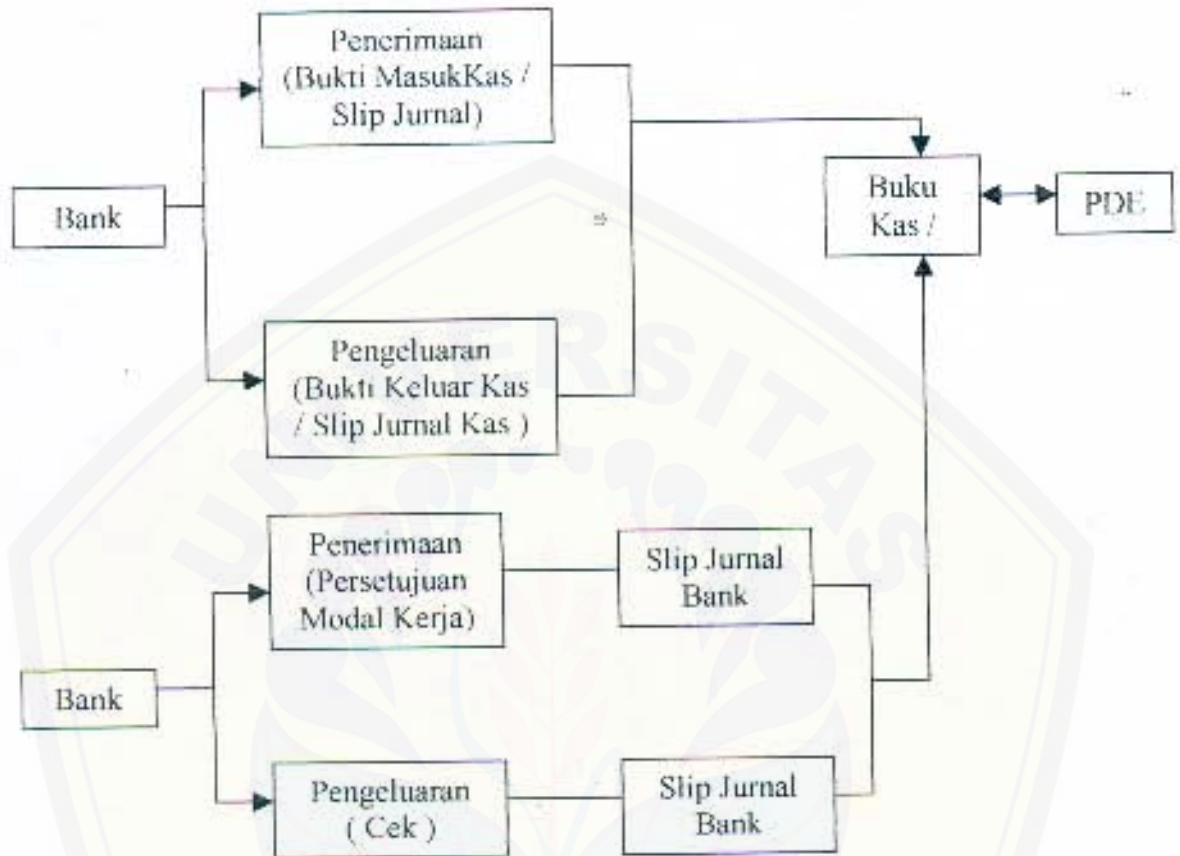 Penerimaan
(Bukti MasukKas /
Slip Jurnal)
Bank
Buku
Kas /
PDE
Pengeluaran
(Bukti Keluar Kas
/ Slip Jurnal Kas )
Penerimaan
(Persetujuan
Modal Kerja)
Slip Jurnal
Bank
Bank
Pengeluaran
( Cek )
Slip Jurnal
Bank
UNIVERSITAS